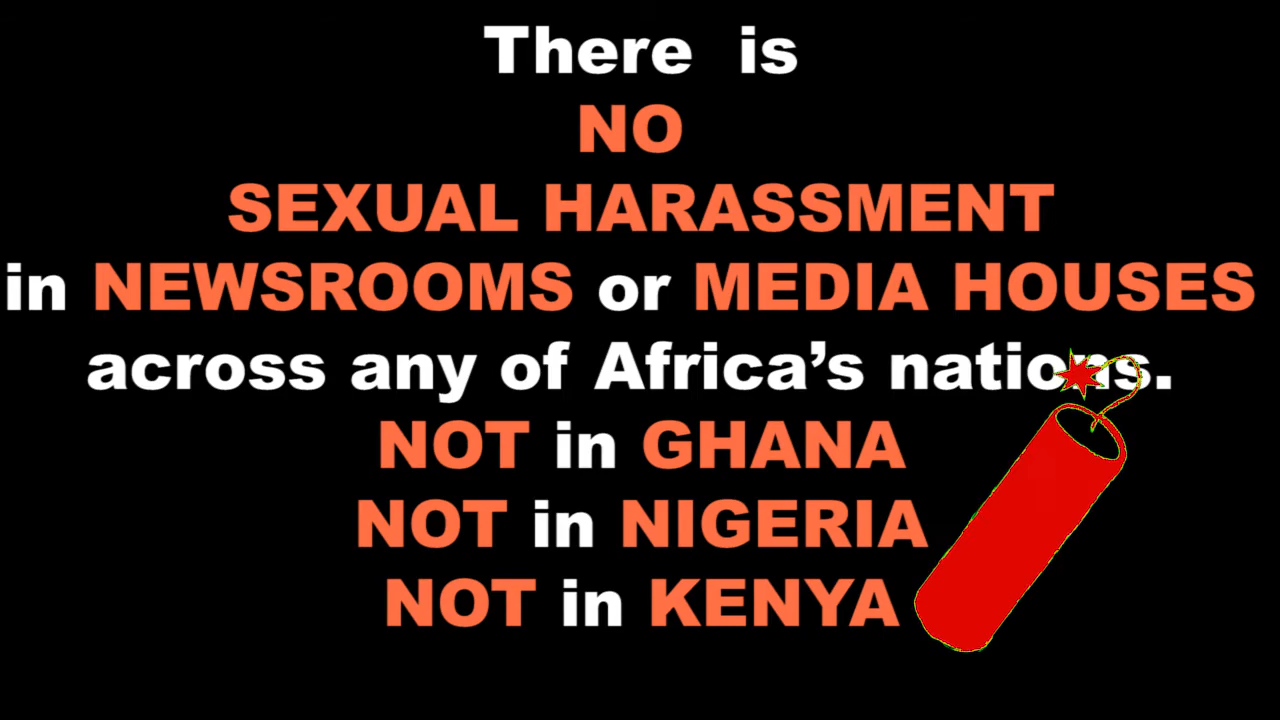 There is
NO
SEXUAL HARASSMENT
in NEWSROOMS or MEDIA HOUSES
across any of Africa’s nations.
NOT in GHANA
NOT in NIGERIA
NOT in KENYA